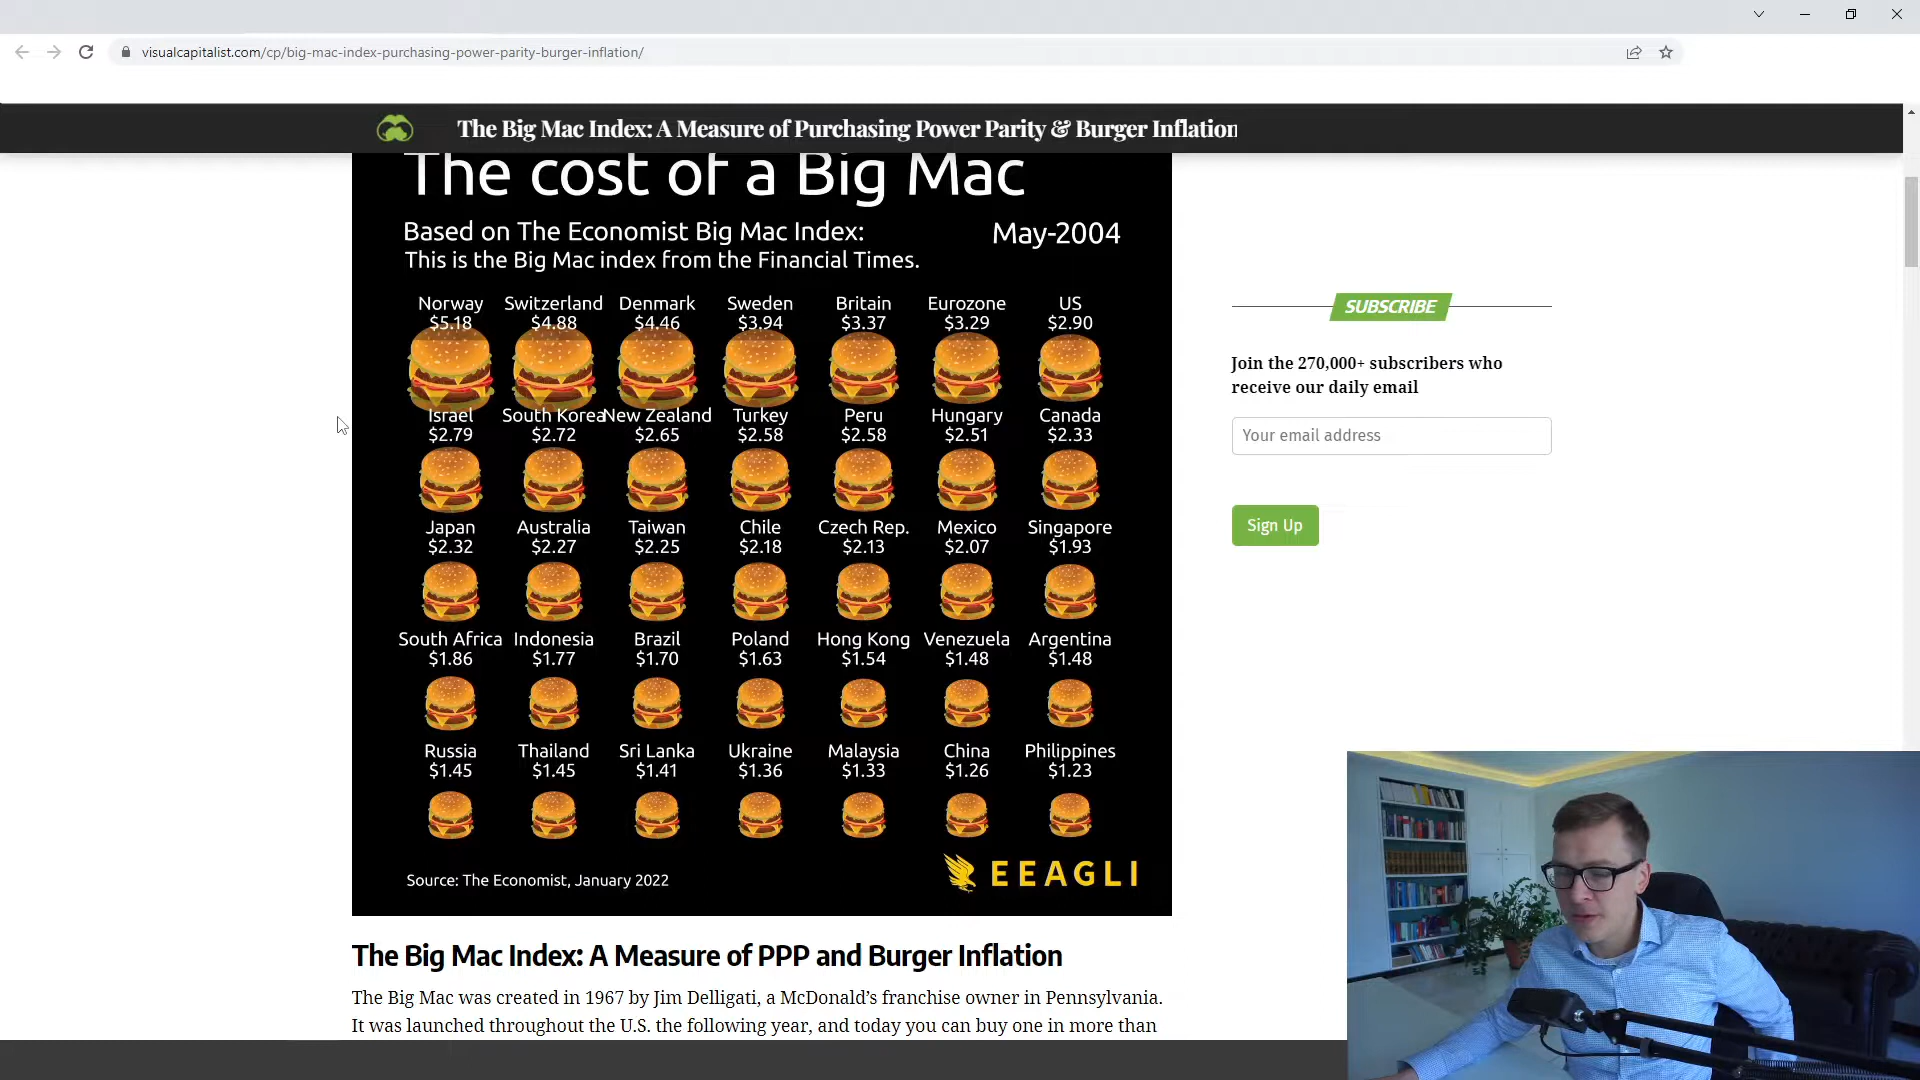 visualcapitalist.com/cp/big-mac-index-purchasing-power-parity-burger-inflation/
The Big Mac Index: A Measure of Purchasing Power Parity & Burger Inflation
The cost of a Big Mac
Based on The Economist Big Mac Index:
May-2004
This is the Big Mac index from the Financial Times.
Norway Switzerland Denmark Sweden Britain Eurozone US
$5.18 $4.88 $4.46 $3.94 $3.37 $3.29 $2.90
Israel South Korea New Zealand Turkey Peru Hungary Canada
$2.79 $2.72 $2.65 $2.58 $2.58 $2.51 $2.33
Japan Australia Taiwan Chile Czech Rep. Mexico Singapore
$2.32 $2.27 $2.25 $2.18 $2.13 $2.07 $1.93
South Africa Indonesia Brazil Poland Hong Kong Venezuela Argentina
$1.86 $1.77 $1.70 $1.63 $1.54 $1.48 $1.48
Russia Thailand Sri Lanka Ukraine Malaysia China Philippines
$1.45 $1.45 $1.41 $1.36 $1.33 $1.26 $1.23
Source: The Economist, January 2022
EEAGLI
The Big Mac Index: A Measure of PPP and Burger Inflation
The Big Mac was created in 1967 by Jim Delligati, a McDonald's franchise owner in Pennsylvania.
It was launched throughout the U.S. the following year, and today you can buy one in more than
SUBSCRIBE
Join the 270,000+ subscribers who
receive our daily email
Your email address
Sign Up